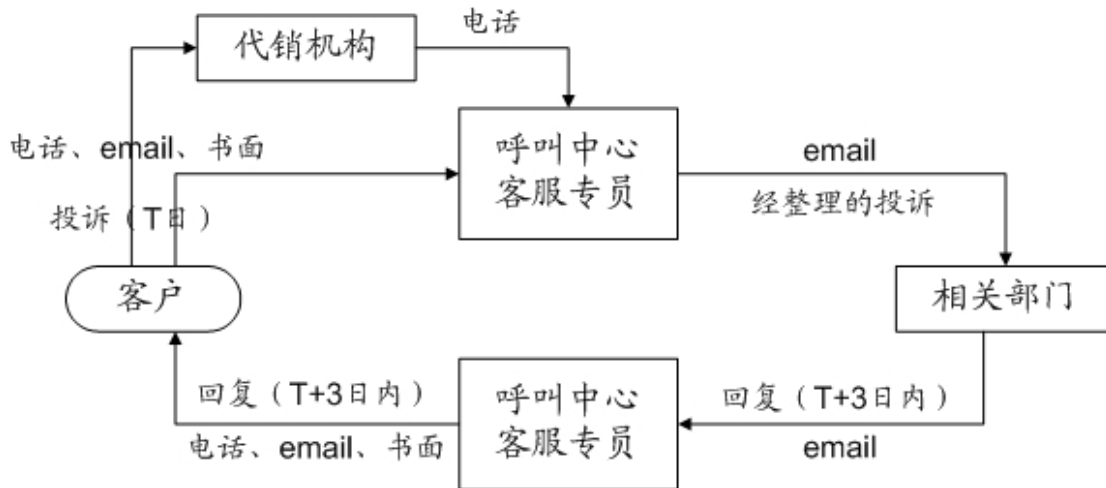 代销机构
电话
电话、email、书面
投诉（T日）
呼叫中心
客服专员
email
经整理的投诉
客户
相关部门
回复（T+3日内）
电话、email、书面
呼叫中心
客服专员
回复（T+3日内）
email